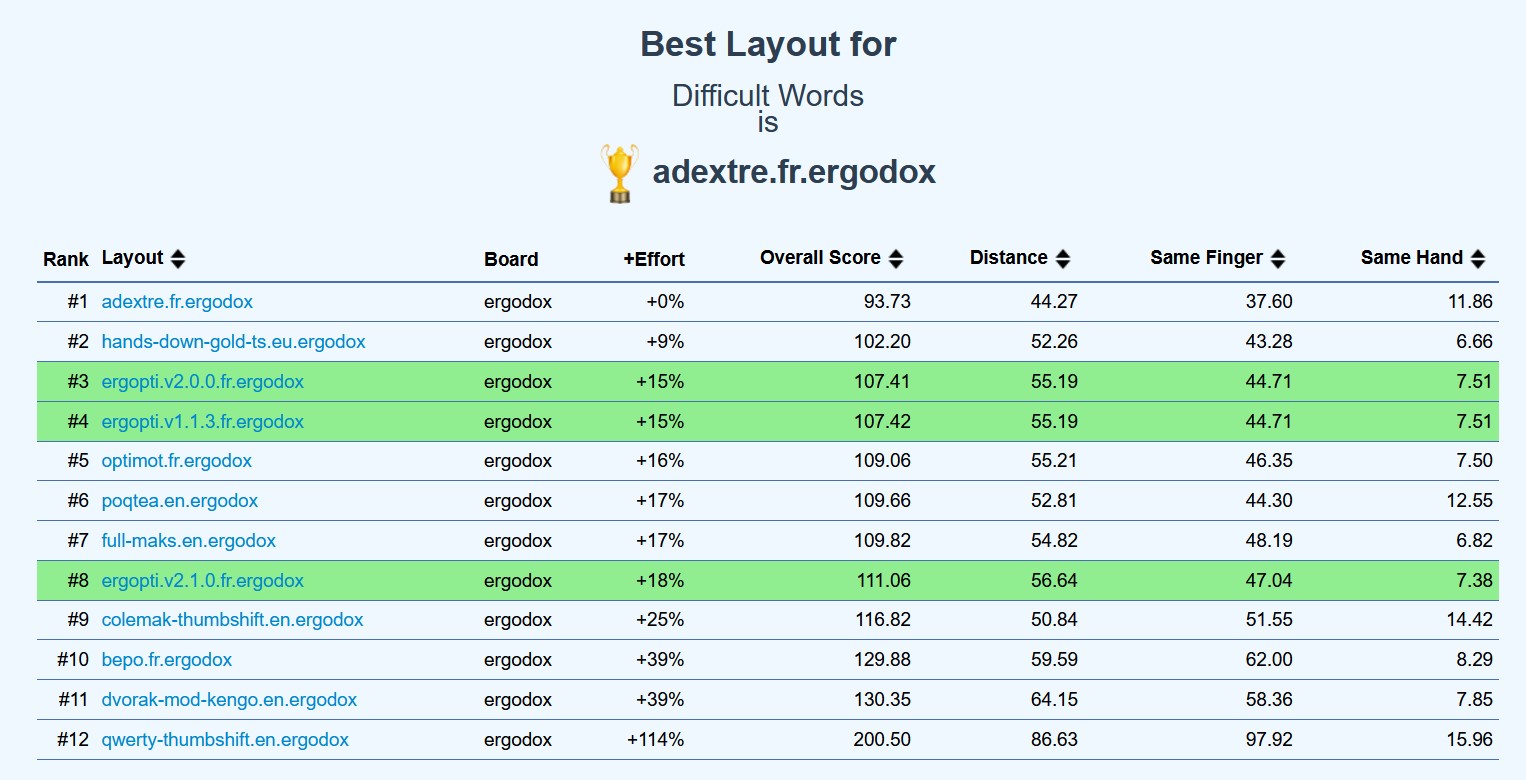 Best Layout for
Difficult Words
is
adextre.fr.ergodox
Rank Layout Board +Effort Overall Score Distance Same Finger Same Hand
#1 adextre.fr.ergodox ergodox +0% 93.73 44.27 37.60 11.86
#2 hands-down-gold-ts.eu.ergodox ergodox +9% 102.20 52.26 43.28 6.66
#3 ergopti.v2.0.0.fr.ergodox ergodox +15% 107.41 55.19 44.71 7.51
#4 ergopti.v1.1.3.fr.ergodox ergodox +15% 107.42 55.19 44.71 7.51
#5 optimot.fr.ergodox ergodox +16% 109.06 55.21 46.35 7.50
#6 poqtea.en.ergodox ergodox +17% 109.66 52.81 44.30 12.55
#7 full-maks.en.ergodox ergodox +17% 109.82 54.82 48.19 6.82
#8 ergopti.v2.1.0.fr.ergodox ergodox +18% 111.06 56.64 47.04 7.38
#9 colemak-thumbshift.en.ergodox ergodox +25% 116.82 50.84 51.55 14.42
#10 bepo.fr.ergodox ergodox +39% 129.88 59.59 62.00 8.29
#11 dvorak-mod-kengo.en.ergodox ergodox +39% 130.35 64.15 58.36 7.85
#12 qwerty-thumbshift.en.ergodox ergodox +114% 200.50 86.63 97.92 15.96